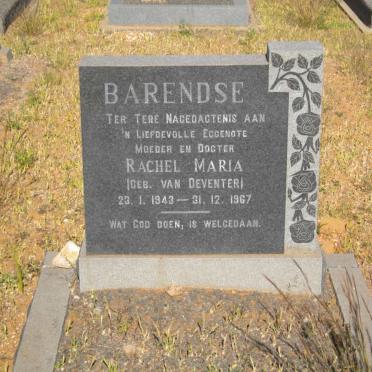 BARENDSE
TER TERE NAGEDAGTENIS AAN
'N LIEFDEVOLLE EGGENOTE
MOEDER EN DOGTER
RACHEL MARIA
(GEB. VAN DEVENTER)
23. 1. 1943 — 31. 12. 1967
WAT GOD DOEN, IS WELGEDAAN.